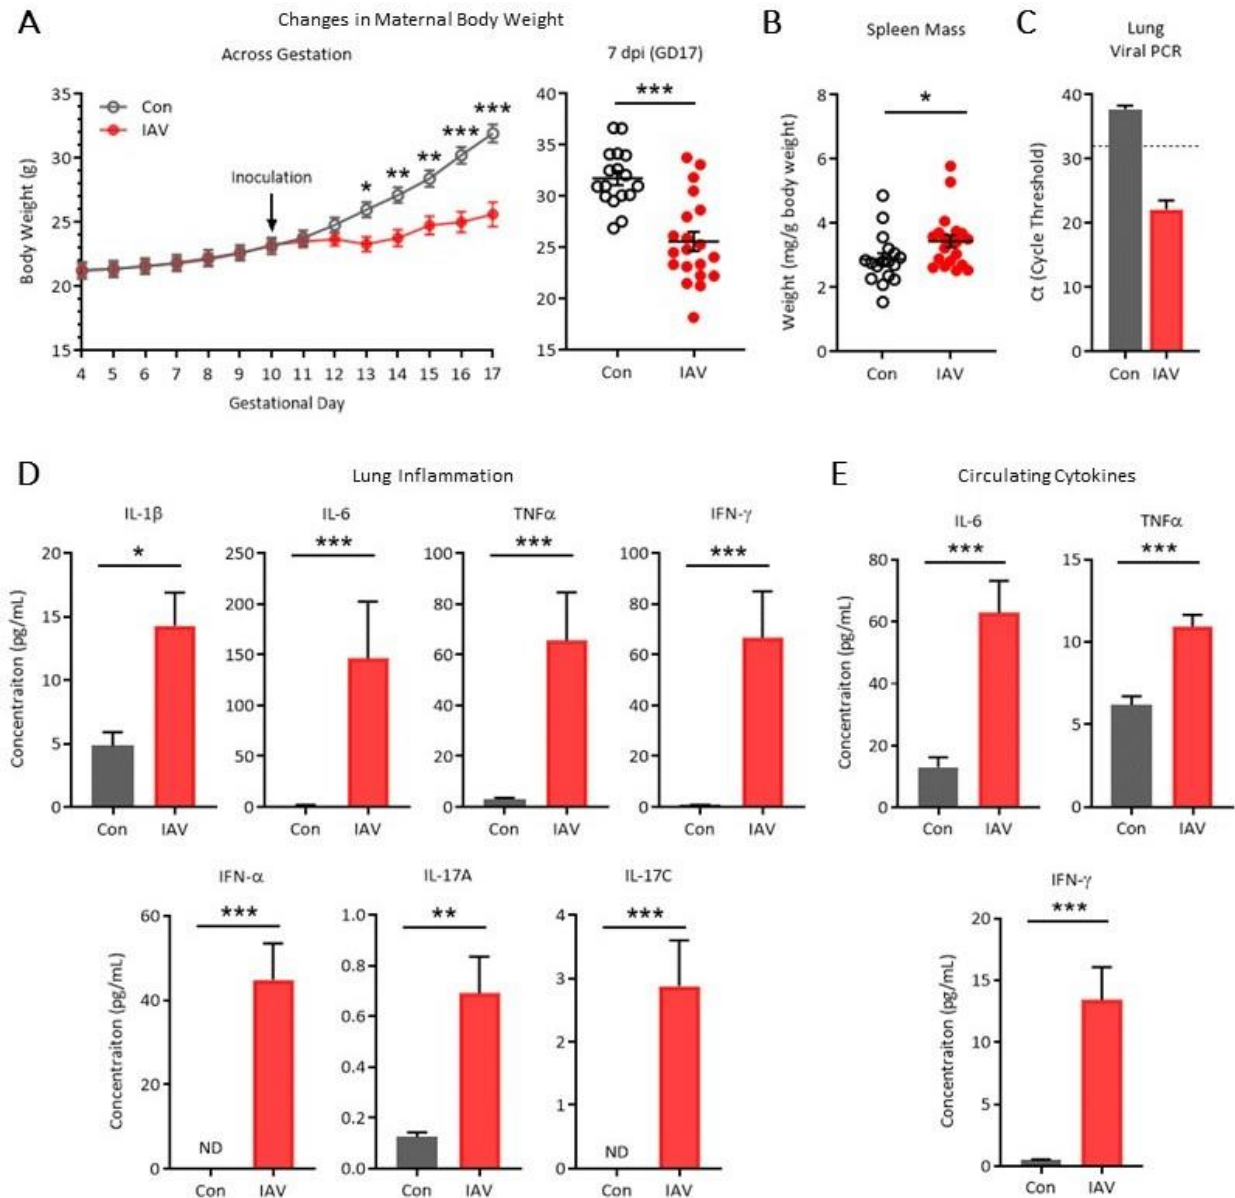 A
Changes in Maternal Body Weight
Across Gestation
35
30
25
20
15
Body Weight (g)
Con
IAV
Inoculation
*
**
**
***
***
4 5 6 7 8 9 10 11 12 13 14 15 16 17
Gestational Day
7 dpi (GD17)
***
40
35
30
25
20
15
Con IAV
B
Spleen Mass
*
8
6
4
2
0
Weight (mg/g body weight)
Con IAV
C
Lung
Viral PCR
40
30
20
10
0
Ct (Cycle Threshold)
Con IAV
D
Lung Inflammation
IL-1β
*
20
15
10
5
0
Concentraiton (pg/mL)
Con IAV
IL-6
***
250
200
150
100
50
0
Con IAV
TNFα
***
100
80
60
40
20
0
Con IAV
IFN-γ
***
100
80
60
40
20
0
Con IAV
IFN-α
***
60
40
20
0
Concentraiton (pg/mL)
ND
Con IAV
IL-17A
**
1.0
0.8
0.6
0.4
0.2
0.0
Con IAV
IL-17C
***
4
3
2
1
0
ND
Con IAV
E
Circulating Cytokines
IL-6
***
80
60
40
20
0
Concentraiton (pg/mL)
Con IAV
TNFα
***
15
10
5
0
Con IAV
IFN-γ
***
20
15
10
5
0
Concentraiton (pg/mL)
Con IAV